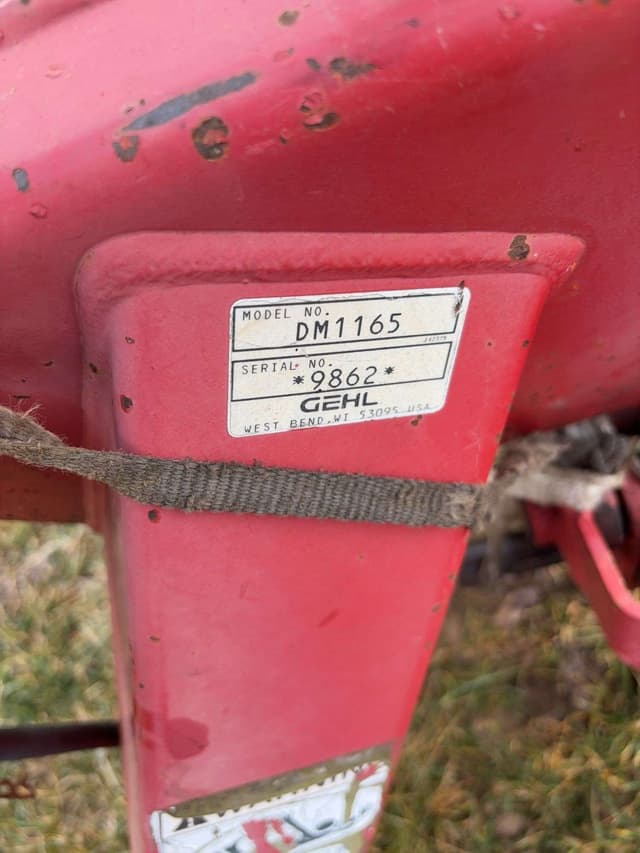 MODEL NO.
DM1165
SERIAL NO.
*9862*
GEHL
WEST BEND, WI 53095 USA